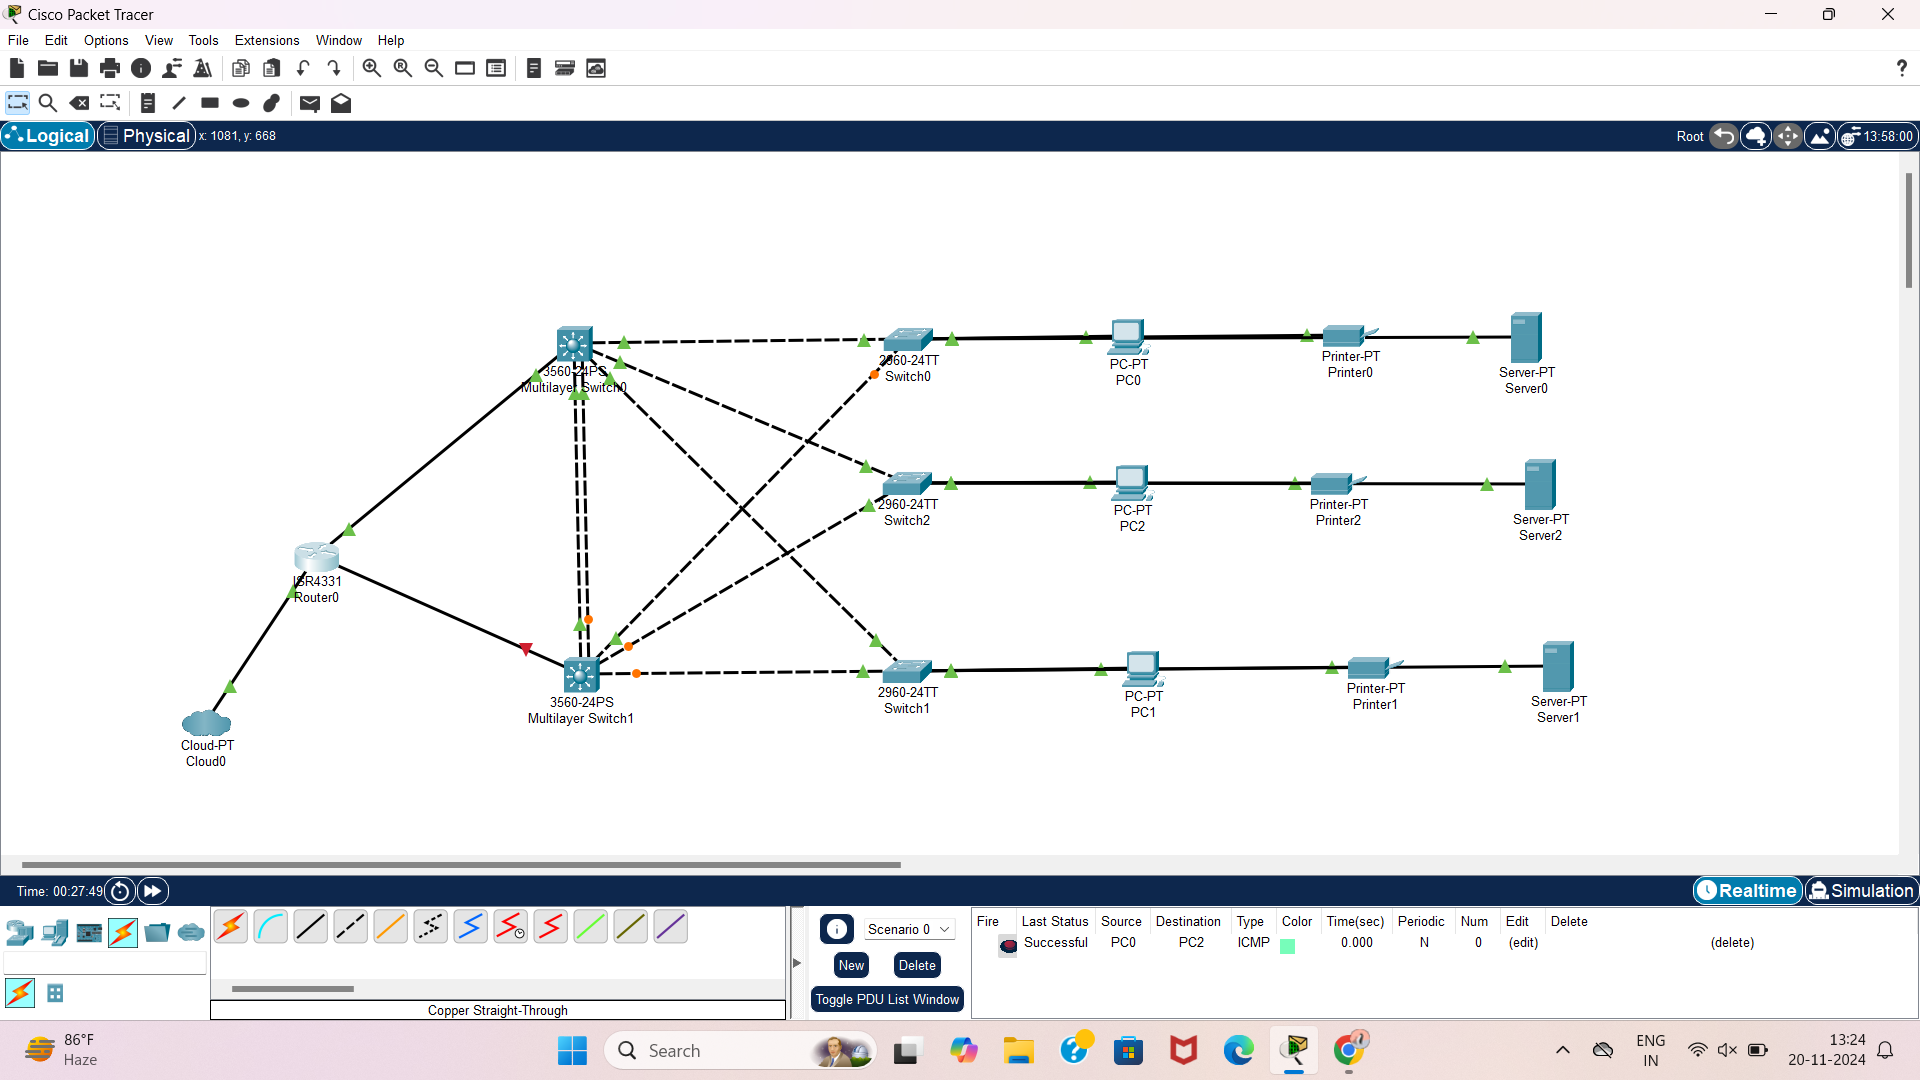 Cisco Packet Tracer
File Edit Options View Tools Extensions Window Help
?
Logical Physical x: 1081, y: 668 Root 13:58:00
3560-24PS
Multilayer Switch0
2960-24TT
Switch0
PC-PT
PC0
Printer-PT
Printer0
Server-PT
Server0
2960-24TT
Switch2
PC-PT
PC2
Printer-PT
Printer2
Server-PT
Server2
ISR4331
Router0
3560-24PS
Multilayer Switch1
2960-24TT
Switch1
PC-PT
PC1
Printer-PT
Printer1
Server-PT
Server1
Cloud-PT
Cloud0
Time: 00:27:49 Realtime Simulation
Scenario 0
New Delete
Toggle PDU List Window
Fire Last Status Source Destination Type Color Time(sec) Periodic Num Edit Delete
Successful PC0 PC2 ICMP 0.000 N 0 (edit) (delete)
Copper Straight-Through
86°F
Haze
Search
ENG
IN
13:24
20-11-2024